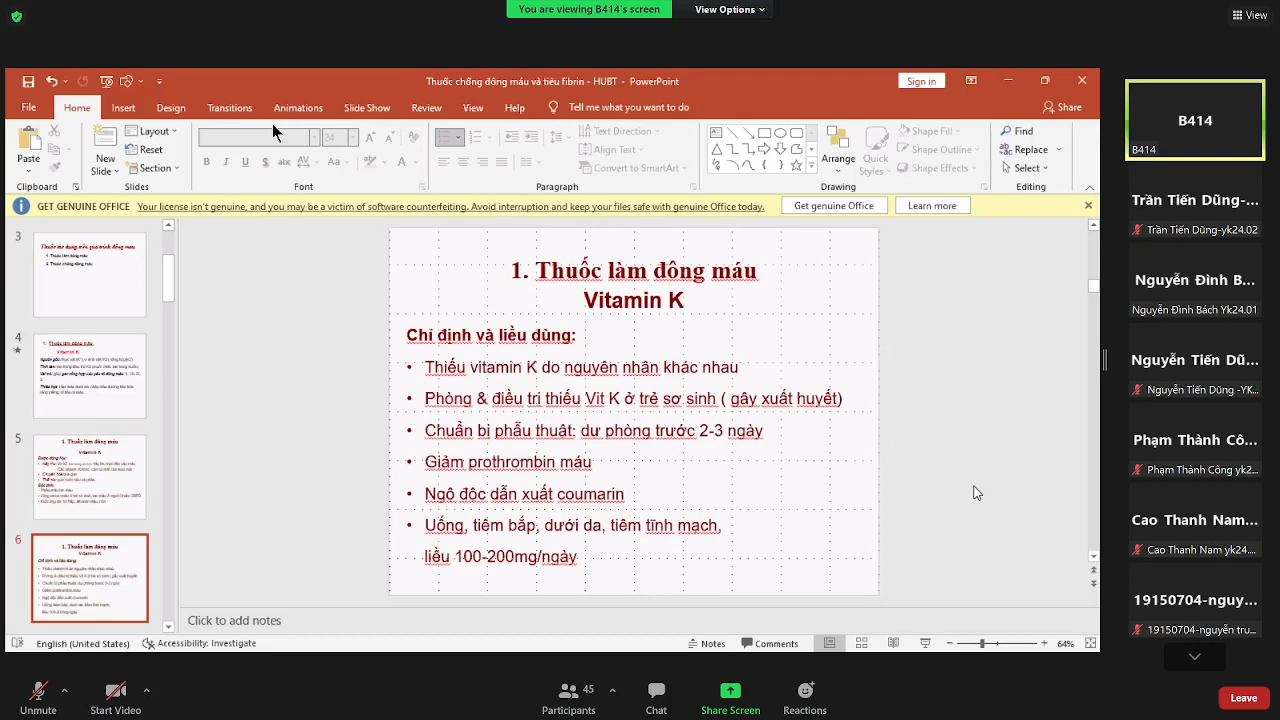 You are viewing B414's screen
View Options
View
Thuốc chống đông máu và tiêu fibrin - HUBT - PowerPoint
Sign in
File Home Insert Design Transitions Animations Slide Show Review View Help Tell me what you want to do Share
Paste
Clipboard
New Slide
Layout
Reset
Section
Slides
24
Font
Paragraph
Text Direction
Align Text
Convert to SmartArt
Arrange
Quick Styles
Shape Fill
Shape Outline
Shape Effects
Drawing
Find
Replace
Select
Editing
GET GENUINE OFFICE Your license isn't genuine, and you may be a victim of software counterfeiting. Avoid interruption and keep your files safe with genuine Office today. Get genuine Office Learn more
3
4
5
6
1. Thuốc làm đông máu
Vitamin K
Chỉ định và liều dùng:
• Thiếu vitamin K do nguyên nhân khác nhau
• Phòng & điều trị thiếu Vit K ở trẻ sơ sinh ( gây xuất huyết)
• Chuẩn bị phẫu thuật: dự phòng trước 2-3 ngày
• Giảm prothrombin máu
• Ngộ độc dẫn xuất coumarin
• Uống, tiêm bắp, dưới da, tiêm tĩnh mạch,
Click to add notes
English (United States) Accessibility: Investigate Notes Comments 64%
B414
B414
Trần Tiến Dũng-...
Trần Tiến Dũng-yk24.02
Nguyễn Đình B...
Nguyễn Đình Bách Yk24.01
Nguyễn Tiến Dũ...
Nguyễn Tiến Dũng -YK...
Phạm Thành Cô...
Phạm Thành Công yk2...
Cao Thanh Nam...
Cao Thanh Nam yk24....
19150704-nguy...
19150704-nguyễn tru...
Unmute
Start Video
45
Participants
Chat
Share Screen
Reactions
Leave